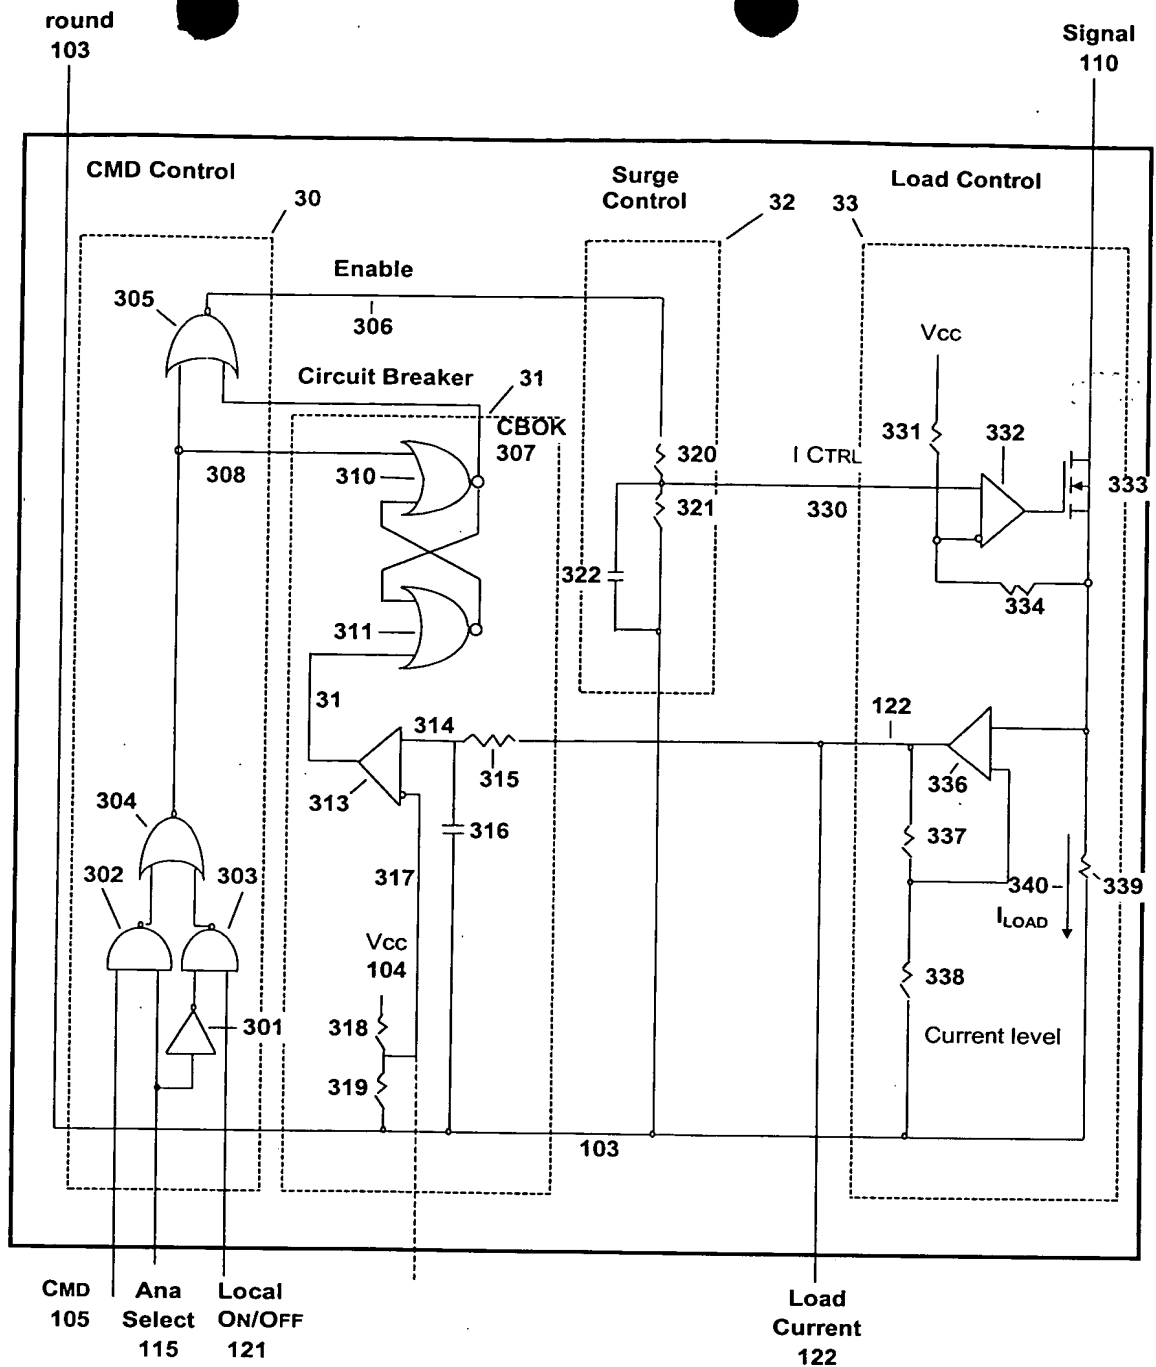 round
103
Signal
110
CMD Control
30
Surge
Control
32
33
Load Control
Enable
305
306
Vcc
Circuit Breaker
31
CBOK
307
331
332
308
310
320
I CTRL
321
330
333
322
334
311
31
314
122
315
313
336
304
316
337
302
303
317
340
339
ILOAD
Vcc
104
338
301
318
Current level
319
103
CMD
105
Ana
Select
115
Local
ON/OFF
121
Load
Current
122